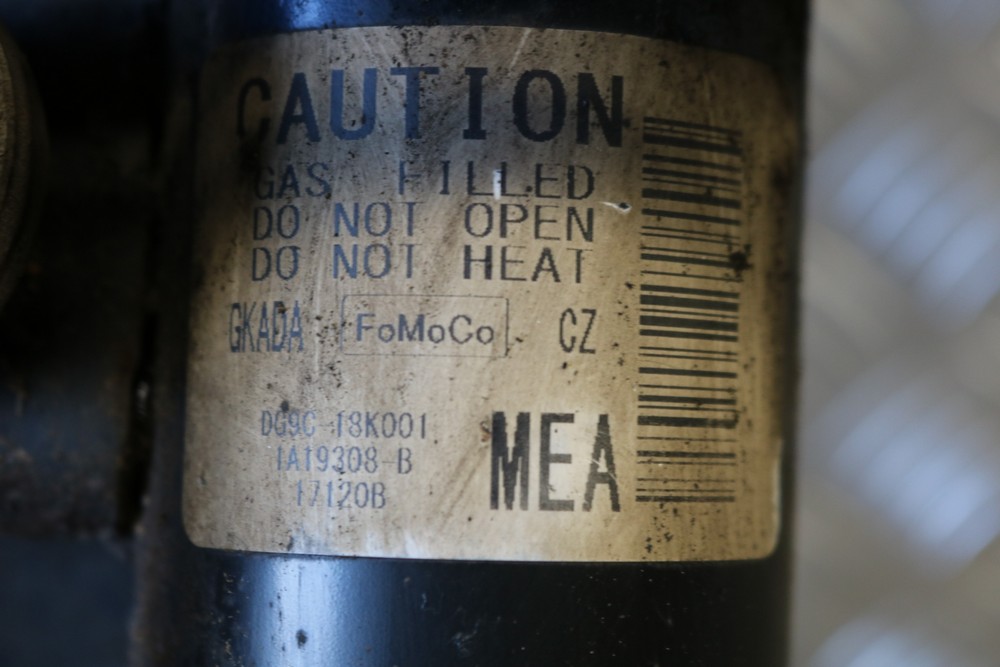 CAUTION
GAS FILLED
DO NOT OPEN
DO NOT HEAT
GKADA FoMoCo CZ
DG9C-18K001
1A19308-B
17120B
MEA